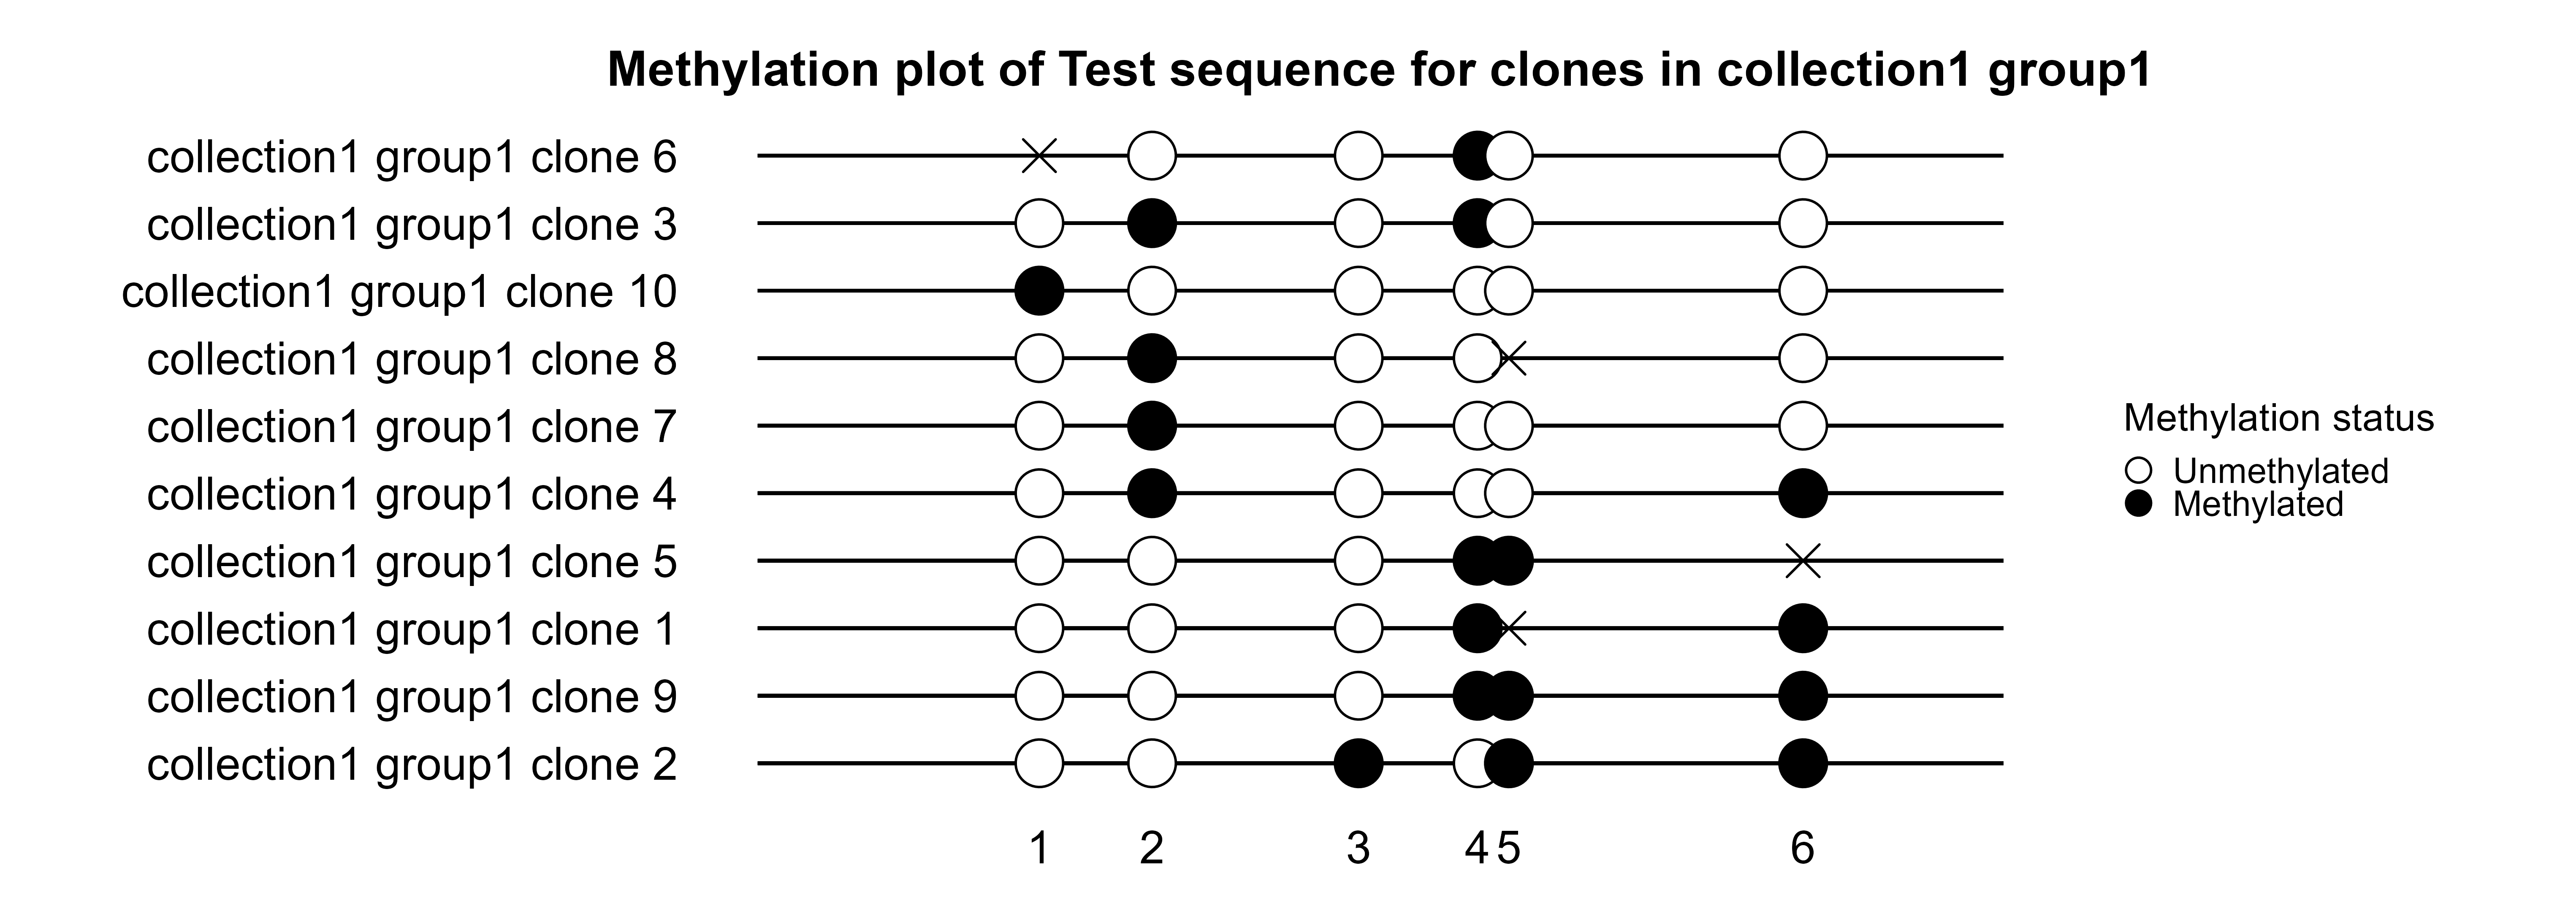 Methylation plot of Test sequence for clones in collection1 group1
collection1 group1 clone 6
collection1 group1 clone 3
collection1 group1 clone 10
collection1 group1 clone 8
collection1 group1 clone 7
collection1 group1 clone 4
collection1 group1 clone 5
collection1 group1 clone 1
collection1 group1 clone 9
collection1 group1 clone 2
1 2 3 4 5 6
Methylation status
Unmethylated
Methylated